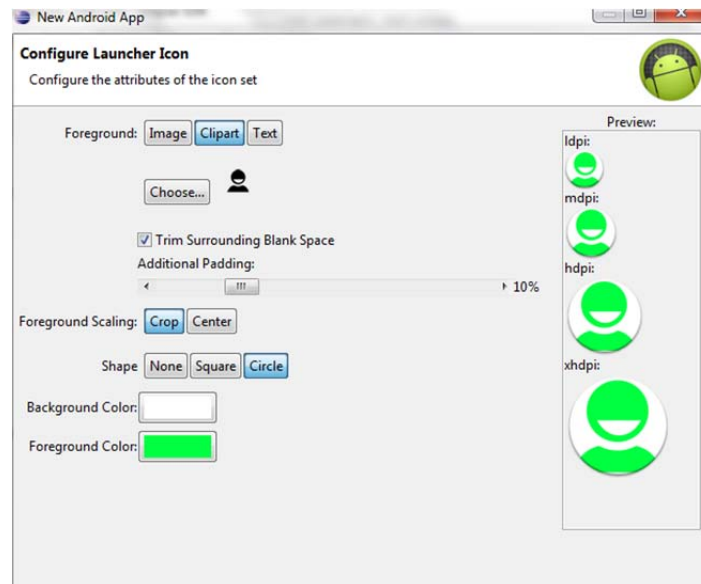 New Android App
Configure Launcher Icon
Configure the attributes of the icon set
Foreground: Image Clipart Text
Choose...
Trim Surrounding Blank Space
Additional Padding:
10%
Foreground Scaling: Crop Center
Shape None Square Circle
Background Color:
Foreground Color:
Preview:
ldpi:
mdpi:
hdpi:
xhdpi: